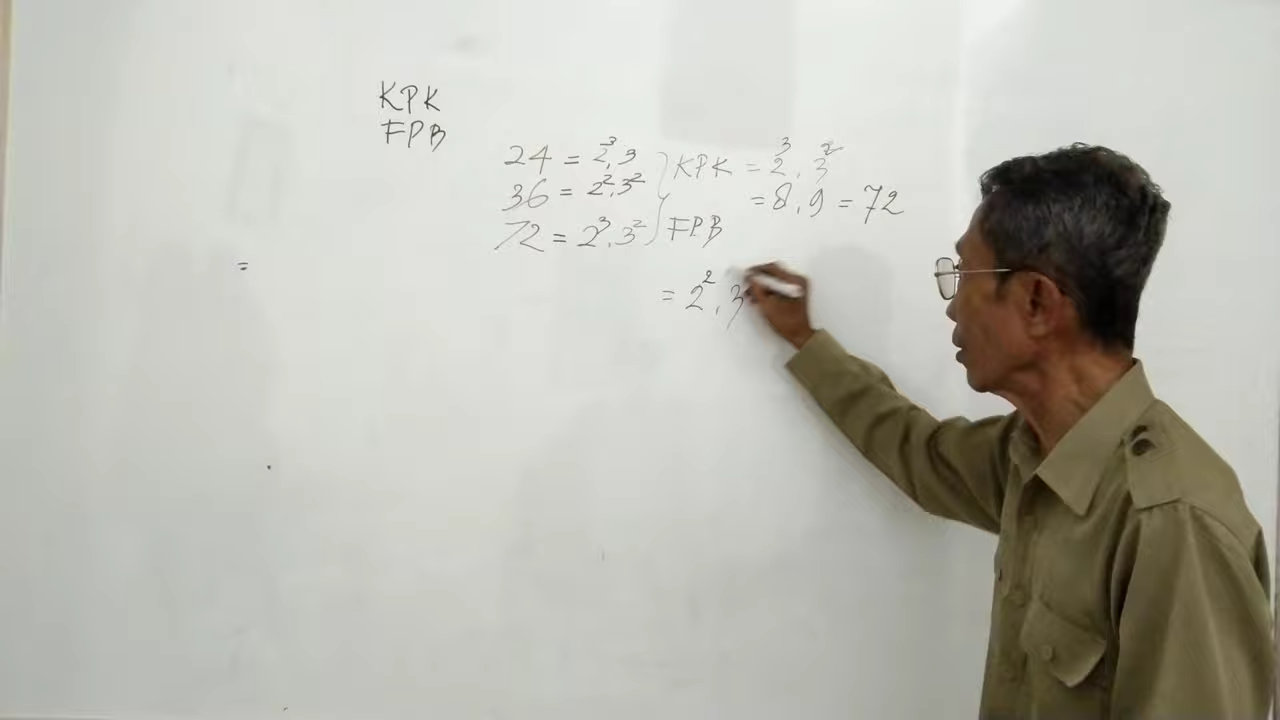 KPK
FPB
24 = 2³.3
36 = 2².3²
72 = 2³.3²
KPK = 2³.3²
= 8.9 = 72
FPB
= 2².3
=